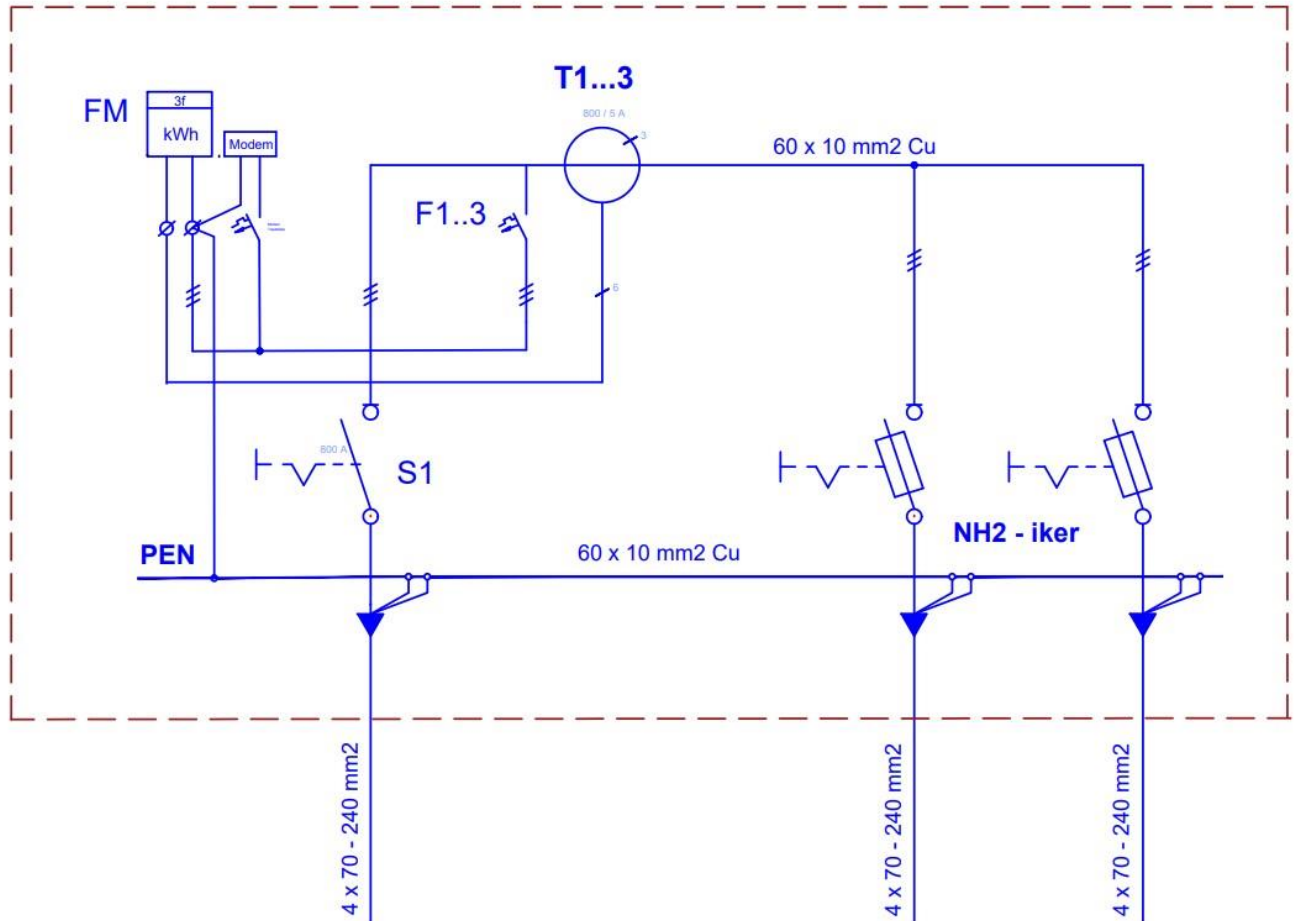 T1...3
FM
3f
kWh
Modem
800 / 5 A
3
60 x 10 mm2 Cu
F1..3
6
800 A
S1
NH2 - iker
PEN
60 x 10 mm2 Cu
4 x 70 - 240 mm2
4 x 70 - 240 mm2
4 x 70 - 240 mm2